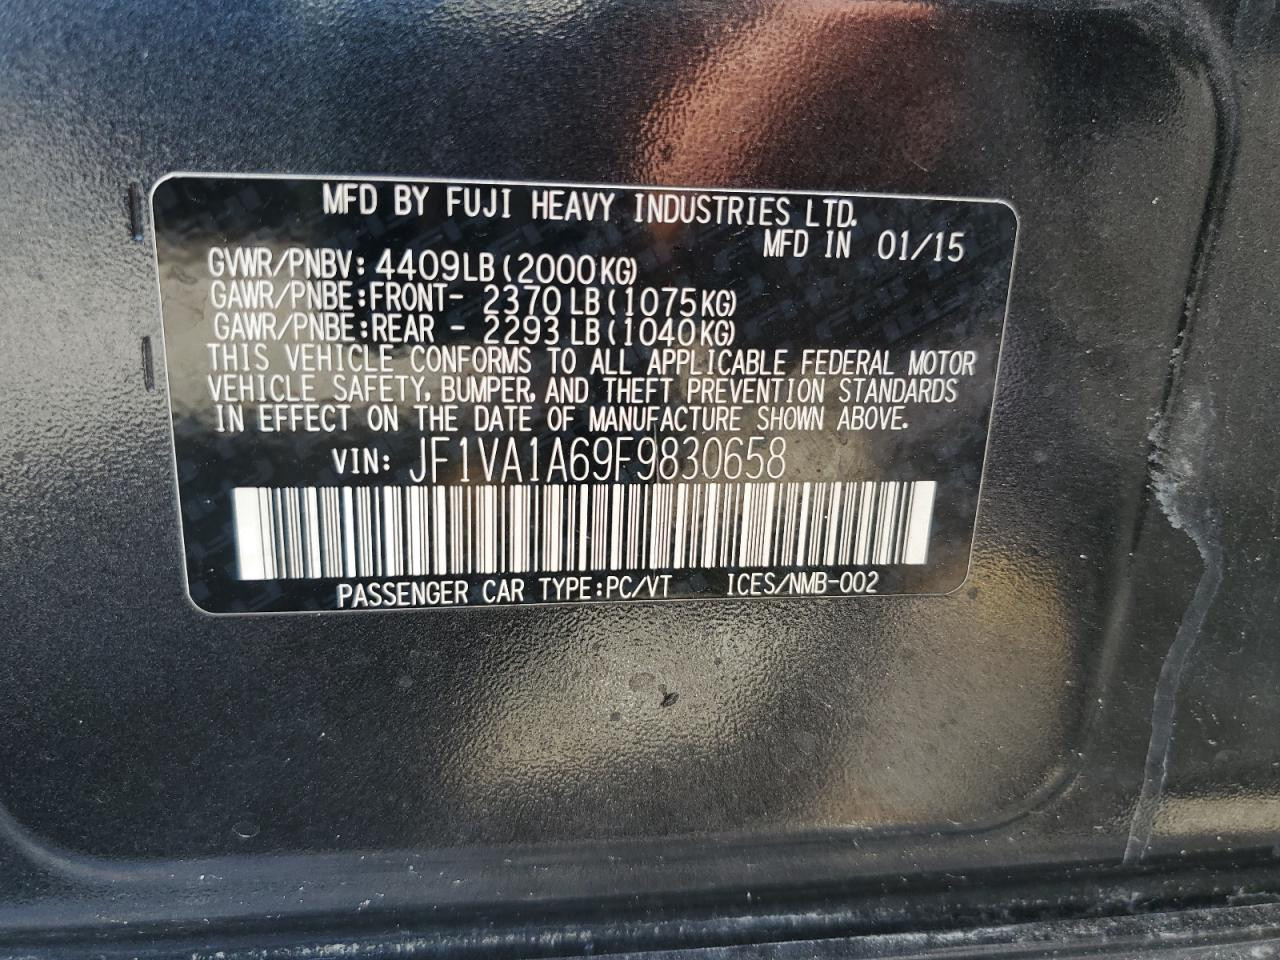 MFD BY FUJI HEAVY INDUSTRIES LTD.
MFD IN 01/15
GVWR/PNBV: 4409LB(2000KG)
GAWR/PNBE:FRONT- 2370LB(1075KG)
GAWR/PNBE:REAR - 2293LB(1040KG)
THIS VEHICLE CONFORMS TO ALL APPLICABLE FEDERAL MOTOR
VEHICLE SAFETY, BUMPER, AND THEFT PREVENTION STANDARDS
IN EFFECT ON THE DATE OF MANUFACTURE SHOWN ABOVE.
VIN: JF1VA1A69F9830658
PASSENGER CAR TYPE:PC/VT ICES/NMB-002